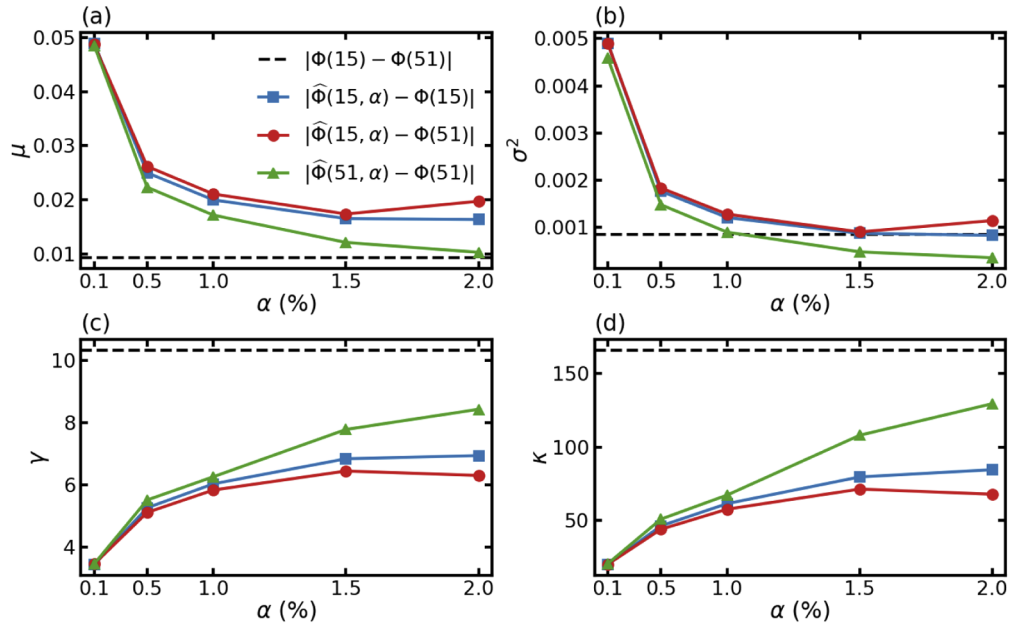 (a)
0.05
0.04
0.03
0.02
0.01
μ
|Φ(15) − Φ(51)|
|Φ̂(15, α) − Φ(15)|
|Φ̂(15, α) − Φ(51)|
|Φ̂(51, α) − Φ(51)|
0.1 0.5 1.0 1.5 2.0
α (%)
(b)
0.005
0.004
0.003
0.002
0.001
σ²
0.1 0.5 1.0 1.5 2.0
α (%)
(c)
10
8
6
4
γ
0.1 0.5 1.0 1.5 2.0
α (%)
(d)
150
100
50
κ
0.1 0.5 1.0 1.5 2.0
α (%)